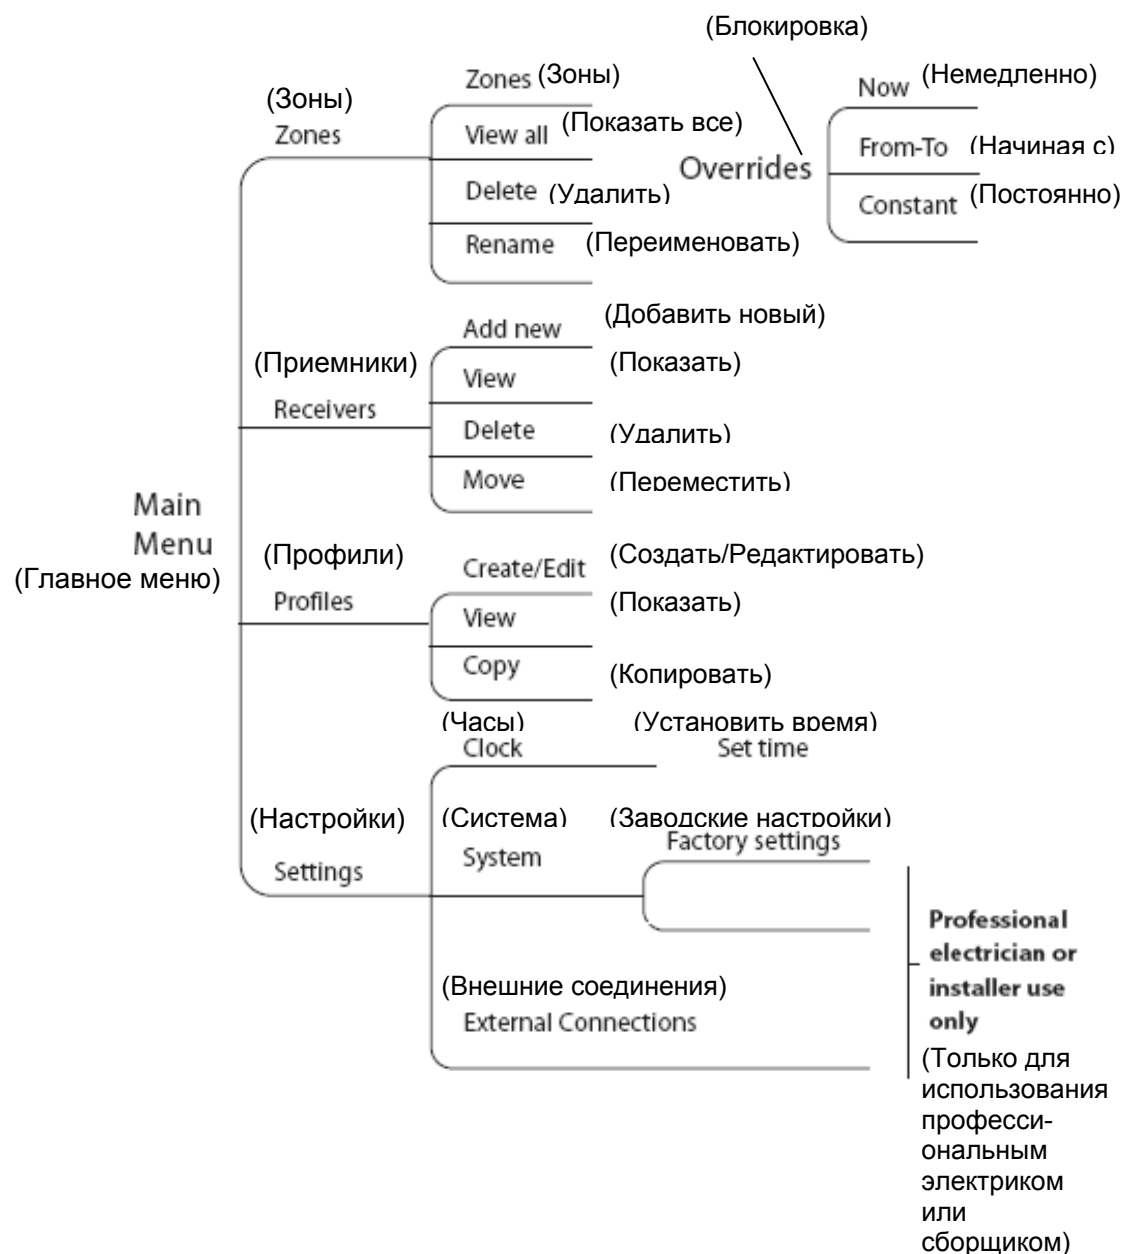 (Блокировка)
Zones (Зоны)
Now (Немедленно)
(Зоны)
Zones
View all (Показать все)
From-To (Начиная с)
Overrides
Delete (Удалить)
Constant (Постоянно)
Rename (Переименовать)
Add new (Добавить новый)
(Приемники)
View (Показать)
Receivers
Delete (Удалить)
Move (Переместить)
Main
Menu
(Главное меню)
(Профили)
Create/Edit (Создать/Редактировать)
Profiles
View (Показать)
Copy (Копировать)
(Часы) (Установить время)
Clock Set time
(Настройки) (Система) (Заводские настройки)
Factory settings
System
Settings
Professional
electrician or
installer use
only
(Внешние соединения)
External Connections
(Только для
использования
професси-
ональным
электриком
или
сборщиком)